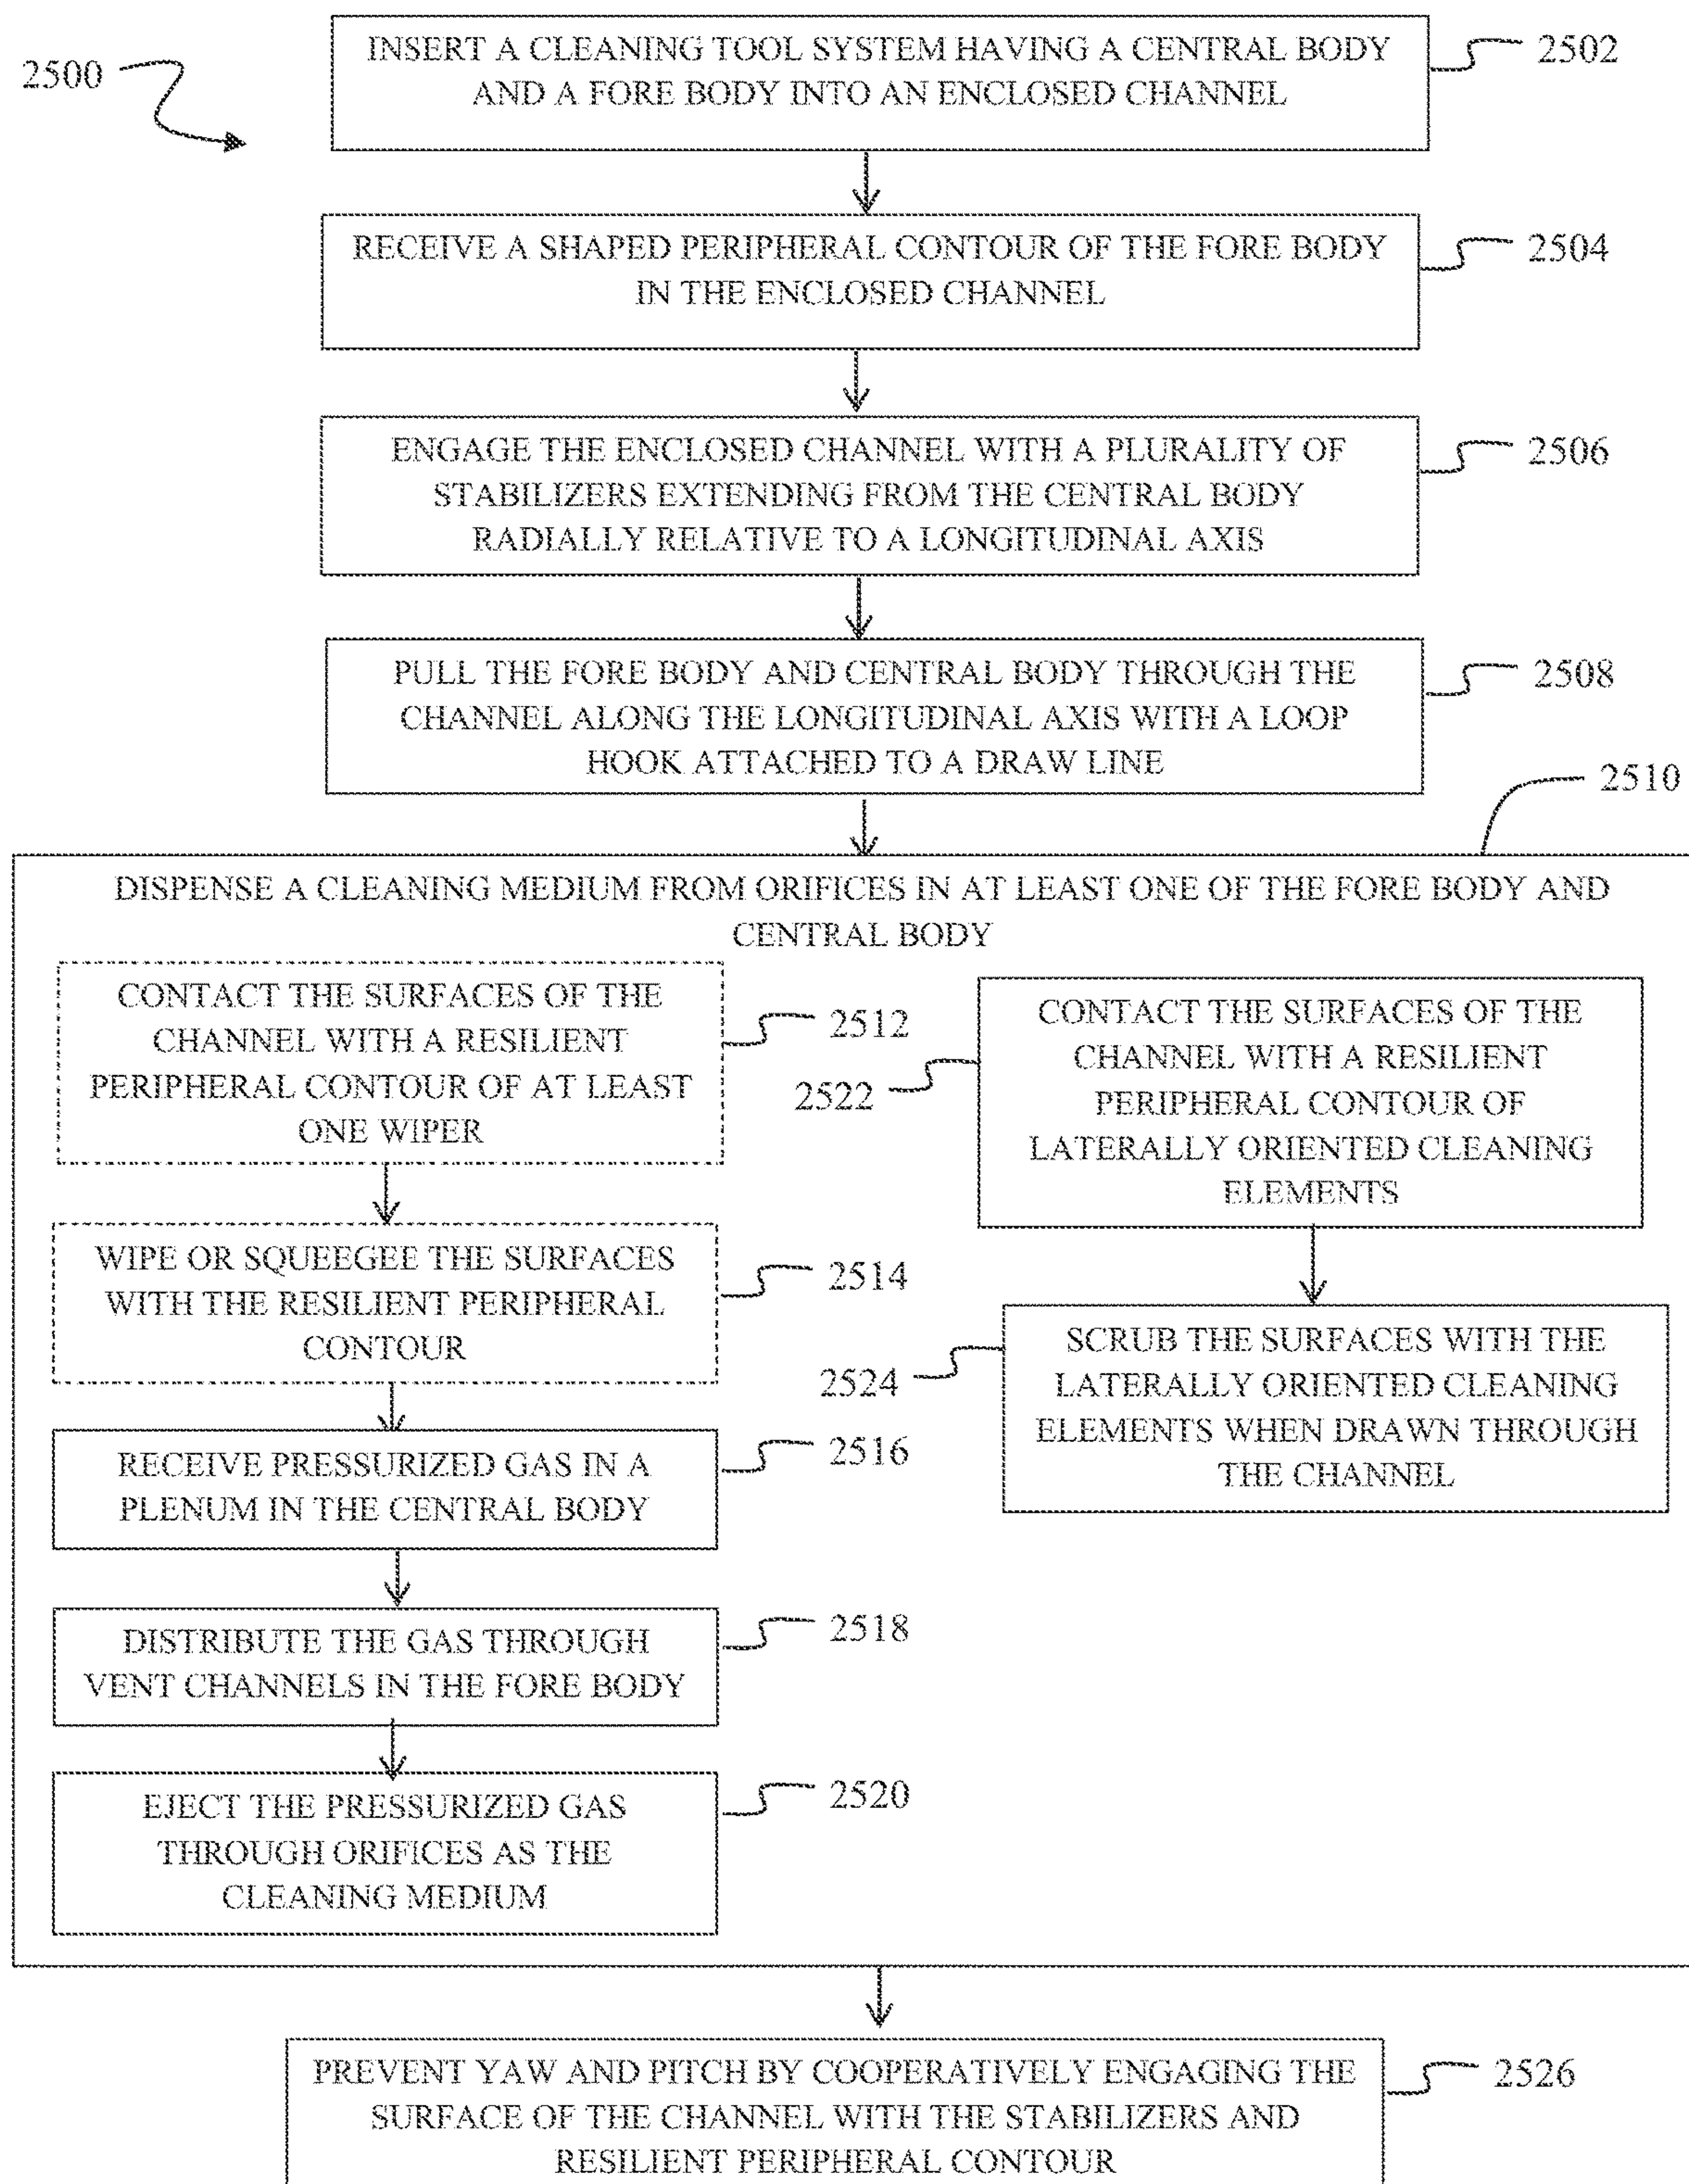 2500
INSERT A CLEANING TOOL SYSTEM HAVING A CENTRAL BODY
AND A FORE BODY INTO AN ENCLOSED CHANNEL
2502
RECEIVE A SHAPED PERIPHERAL CONTOUR OF THE FORE BODY
IN THE ENCLOSED CHANNEL
2504
ENGAGE THE ENCLOSED CHANNEL WITH A PLURALITY OF
STABILIZERS EXTENDING FROM THE CENTRAL BODY
RADIALLY RELATIVE TO A LONGITUDINAL AXIS
2506
PULL THE FORE BODY AND CENTRAL BODY THROUGH THE
CHANNEL ALONG THE LONGITUDINAL AXIS WITH A LOOP
HOOK ATTACHED TO A DRAW LINE
2508
2510
DISPENSE A CLEANING MEDIUM FROM ORIFICES IN AT LEAST ONE OF THE FORE BODY AND
CENTRAL BODY
CONTACT THE SURFACES OF THE
CHANNEL WITH A RESILIENT
PERIPHERAL CONTOUR OF AT LEAST
ONE WIPER
2512
WIPE OR SQUEEGEE THE SURFACES
WITH THE RESILIENT PERIPHERAL
CONTOUR
2514
RECEIVE PRESSURIZED GAS IN A
PLENUM IN THE CENTRAL BODY
2516
DISTRIBUTE THE GAS THROUGH
VENT CHANNELS IN THE FORE BODY
2518
EJECT THE PRESSURIZED GAS
THROUGH ORIFICES AS THE
CLEANING MEDIUM
2520
CONTACT THE SURFACES OF THE
CHANNEL WITH A RESILIENT
PERIPHERAL CONTOUR OF
LATERALLY ORIENTED CLEANING
ELEMENTS
2522
SCRUB THE SURFACES WITH THE
LATERALLY ORIENTED CLEANING
ELEMENTS WHEN DRAWN THROUGH
THE CHANNEL
2524
PREVENT YAW AND PITCH BY COOPERATIVELY ENGAGING THE
SURFACE OF THE CHANNEL WITH THE STABILIZERS AND
RESILIENT PERIPHERAL CONTOUR
2526